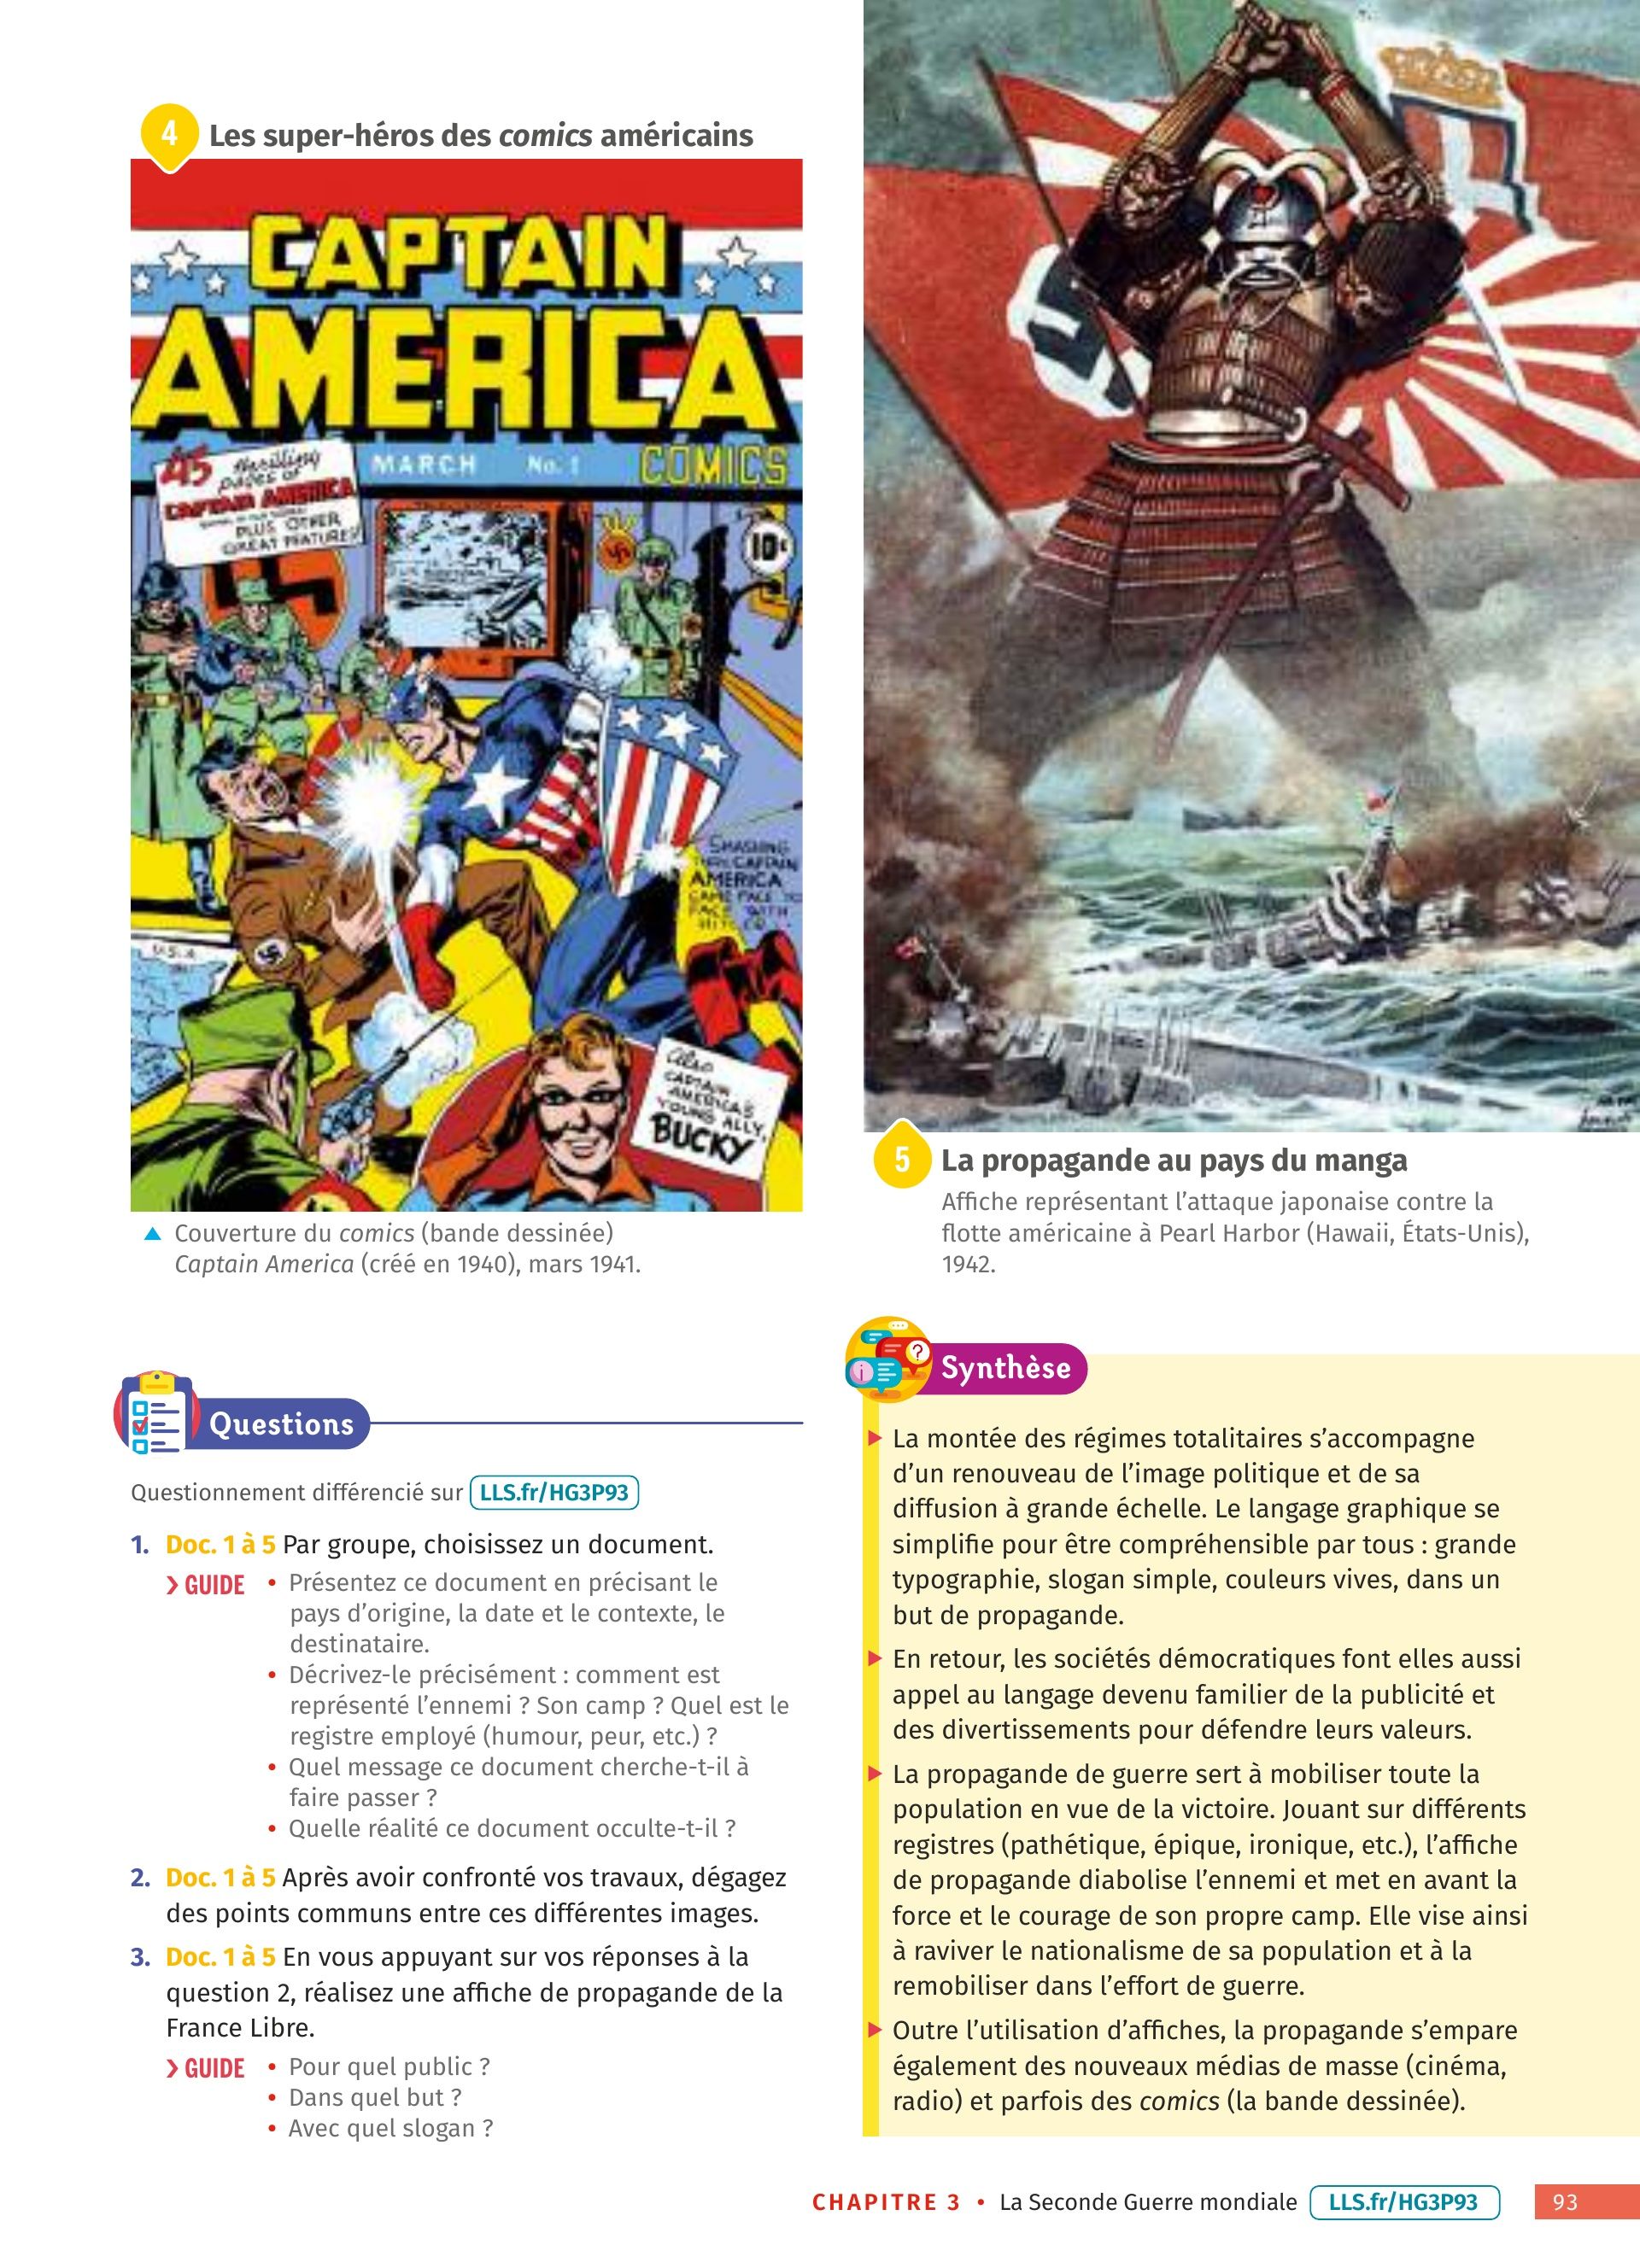 4
Les super-héros des comics américains
CAPTAIN
AMERICA
COMICS
MARCH No. 1
45 thrilling
pages of
CAPTAIN AMERICA
PLUS OTHER
GREAT FEATURES
10¢
SMASHING
THRU, CAPTAIN
AMERICA
CAME FACE TO
FACE WITH
HITLER
U.S.A
Also
CAPTAIN
AMERICA'S
YOUNG ALLY,
BUCKY
▲ Couverture du comics (bande dessinée)
Captain America (créé en 1940), mars 1941.
5
La propagande au pays du manga
Affiche représentant l'attaque japonaise contre la
flotte américaine à Pearl Harbor (Hawaii, États-Unis),
1942.
Questions
Questionnement différencié sur LLS.fr/HG3P93
1. Doc. 1 à 5 Par groupe, choisissez un document.
› GUIDE • Présentez ce document en précisant le
pays d'origine, la date et le contexte, le
destinataire.
• Décrivez-le précisément : comment est
représenté l'ennemi ? Son camp ? Quel est le
registre employé (humour, peur, etc.) ?
• Quel message ce document cherche-t-il à
faire passer ?
• Quelle réalité ce document occulte-t-il ?
2. Doc. 1 à 5 Après avoir confronté vos travaux, dégagez
des points communs entre ces différentes images.
3. Doc. 1 à 5 En vous appuyant sur vos réponses à la
question 2, réalisez une affiche de propagande de la
France Libre.
› GUIDE • Pour quel public ?
• Dans quel but ?
• Avec quel slogan ?
Synthèse
La montée des régimes totalitaires s'accompagne
d'un renouveau de l'image politique et de sa
diffusion à grande échelle. Le langage graphique se
simplifie pour être compréhensible par tous : grande
typographie, slogan simple, couleurs vives, dans un
but de propagande.
En retour, les sociétés démocratiques font elles aussi
appel au langage devenu familier de la publicité et
des divertissements pour défendre leurs valeurs.
La propagande de guerre sert à mobiliser toute la
population en vue de la victoire. Jouant sur différents
registres (pathétique, épique, ironique, etc.), l'affiche
de propagande diabolise l'ennemi et met en avant la
force et le courage de son propre camp. Elle vise ainsi
à raviver le nationalisme de sa population et à la
remobiliser dans l'effort de guerre.
Outre l'utilisation d'affiches, la propagande s'empare
également des nouveaux médias de masse (cinéma,
radio) et parfois des comics (la bande dessinée).
CHAPITRE 3 • La Seconde Guerre mondiale LLS.fr/HG3P93 93